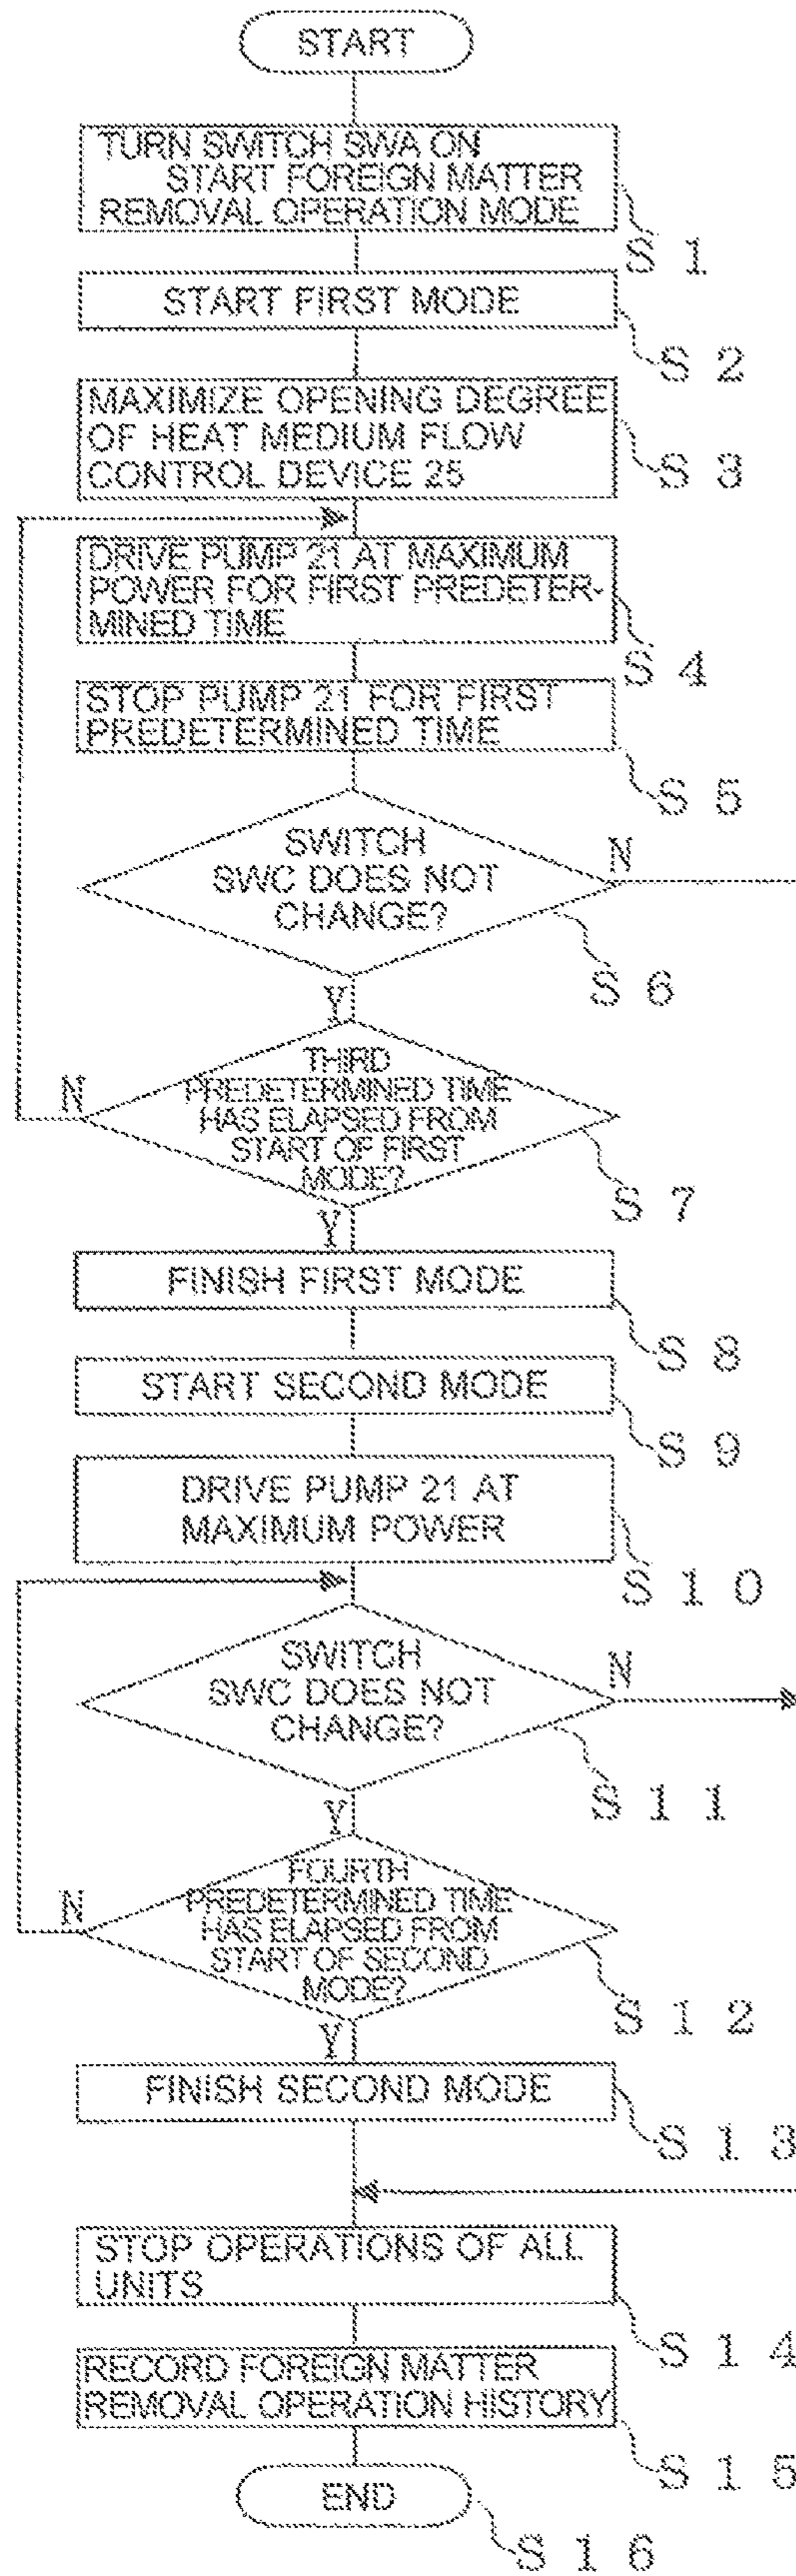 START
TURN SWITCH SWA ON
START FOREIGN MATTER
REMOVAL OPERATION MODE
S 1
START FIRST MODE
S 2
MAXIMIZE OPENING DEGREE
OF HEAT MEDIUM FLOW
CONTROL DEVICE 25
S 3
DRIVE PUMP 21 AT MAXIMUM
POWER FOR FIRST PREDETER-
MINED TIME
S 4
STOP PUMP 21 FOR FIRST
PREDETERMINED TIME
S 5
SWITCH
SWC DOES NOT
CHANGE?
N
S 6
Y
THIRD
PREDETERMINED TIME
HAS ELAPSED FROM
START OF FIRST
MODE?
N
S 7
Y
FINISH FIRST MODE
S 8
START SECOND MODE
S 9
DRIVE PUMP 21 AT
MAXIMUM POWER
S 1 0
SWITCH
SWC DOES NOT
CHANGE?
N
S 1 1
Y
FOURTH
PREDETERMINED TIME
HAS ELAPSED FROM
START OF SECOND
MODE?
N
S 1 2
Y
FINISH SECOND MODE
S 1 3
STOP OPERATIONS OF ALL
UNITS
S 1 4
RECORD FOREIGN MATTER
REMOVAL OPERATION HISTORY
S 1 5
END
S 1 6